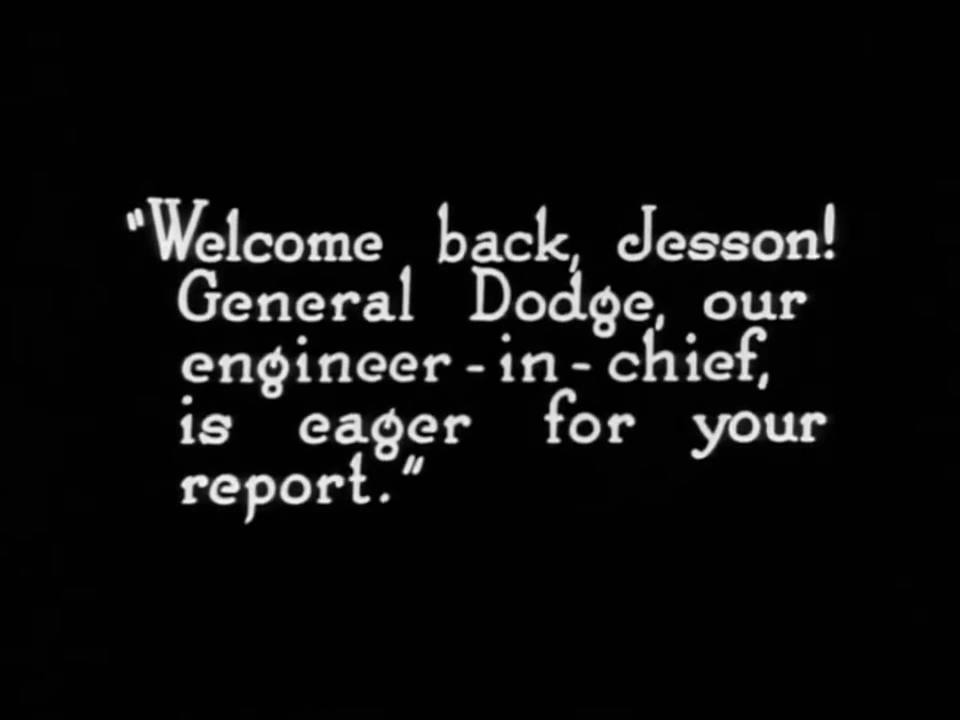 "Welcome back, Jesson!
General Dodge, our
engineer-in-chief,
is eager for your
report."